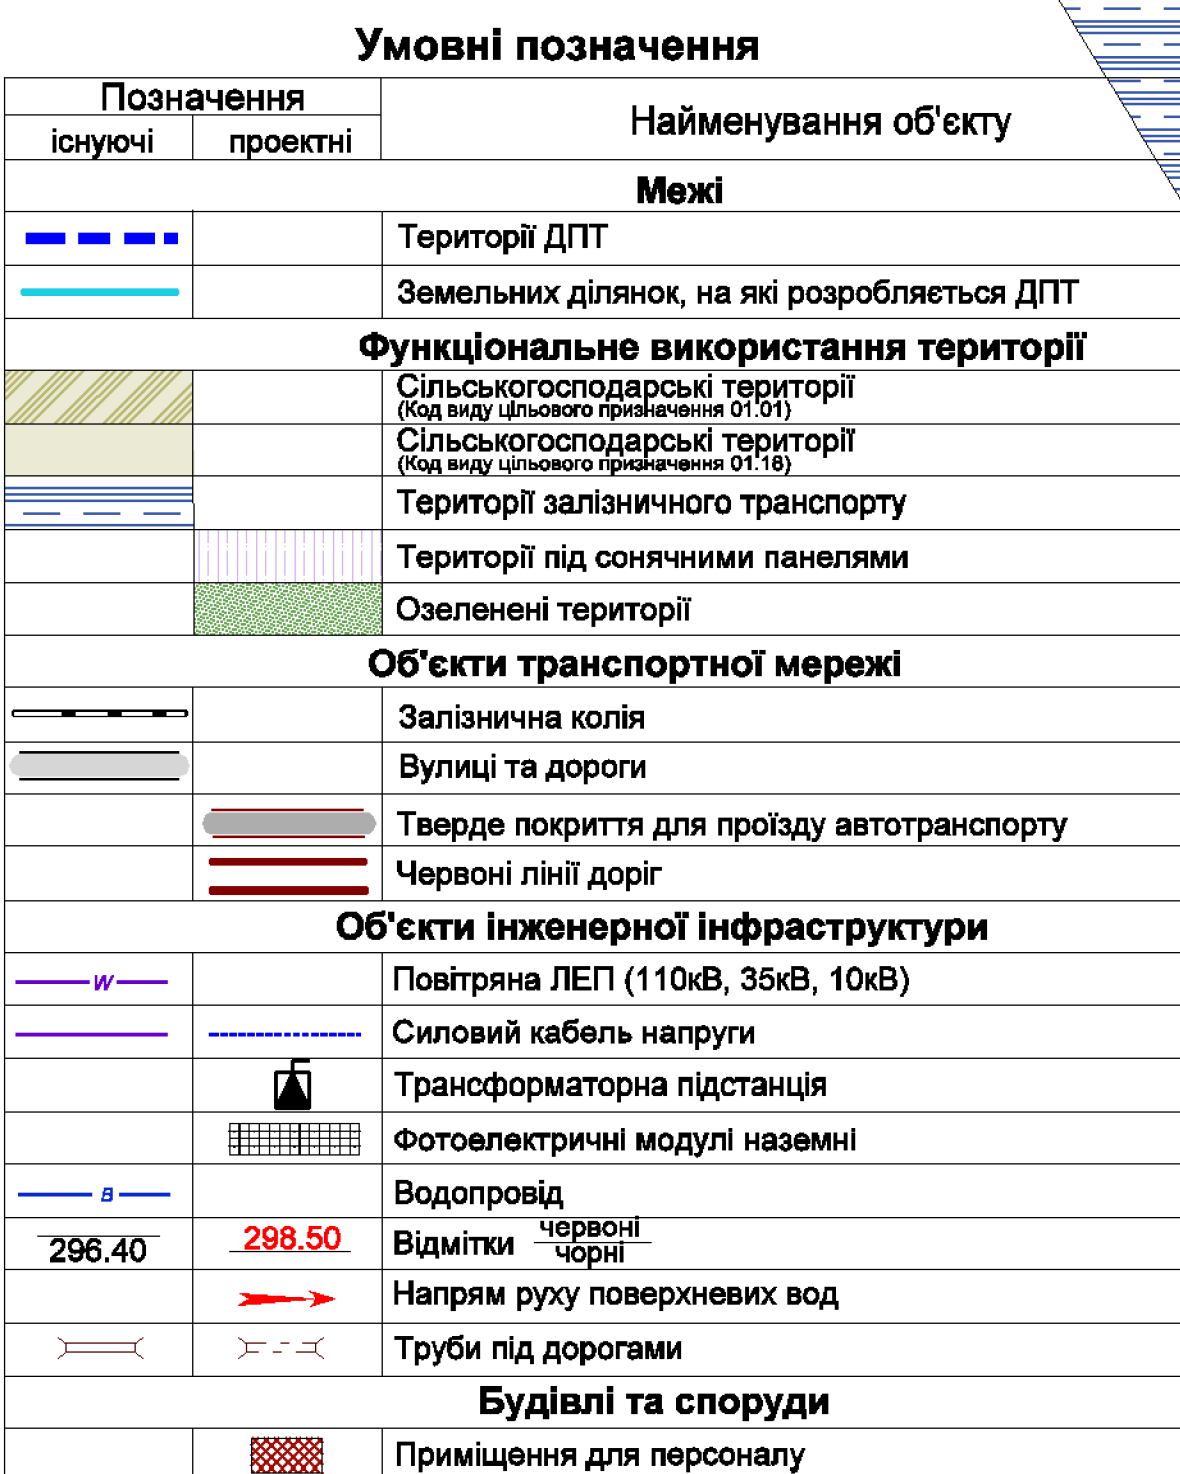 Умовні позначення
Позначення
Найменування об'єкту
існуючі проектні
Межі
Території ДПТ
Земельних ділянок, на які розробляється ДПТ
Функціональне використання території
Сільськогосподарські території
(Код виду цільового призначення 01.01)
Сільськогосподарські території
(Код виду цільового призначення 01.18)
Території залізничного транспорту
Території під сонячними панелями
Озеленені території
Об'єкти транспортної мережі
Залізнична колія
Вулиці та дороги
Тверде покриття для проїзду автотранспорту
Червоні лінії доріг
Об'єкти інженерної інфраструктури
W Повітряна ЛЕП (110кВ, 35кВ, 10кВ)
Силовий кабель напруги
Трансформаторна підстанція
Фотоелектричні модулі наземні
В Водопровід
296.40 298.50 Відмітки червоні
чорні
Напрям руху поверхневих вод
Труби під дорогами
Будівлі та споруди
Приміщення для персоналу